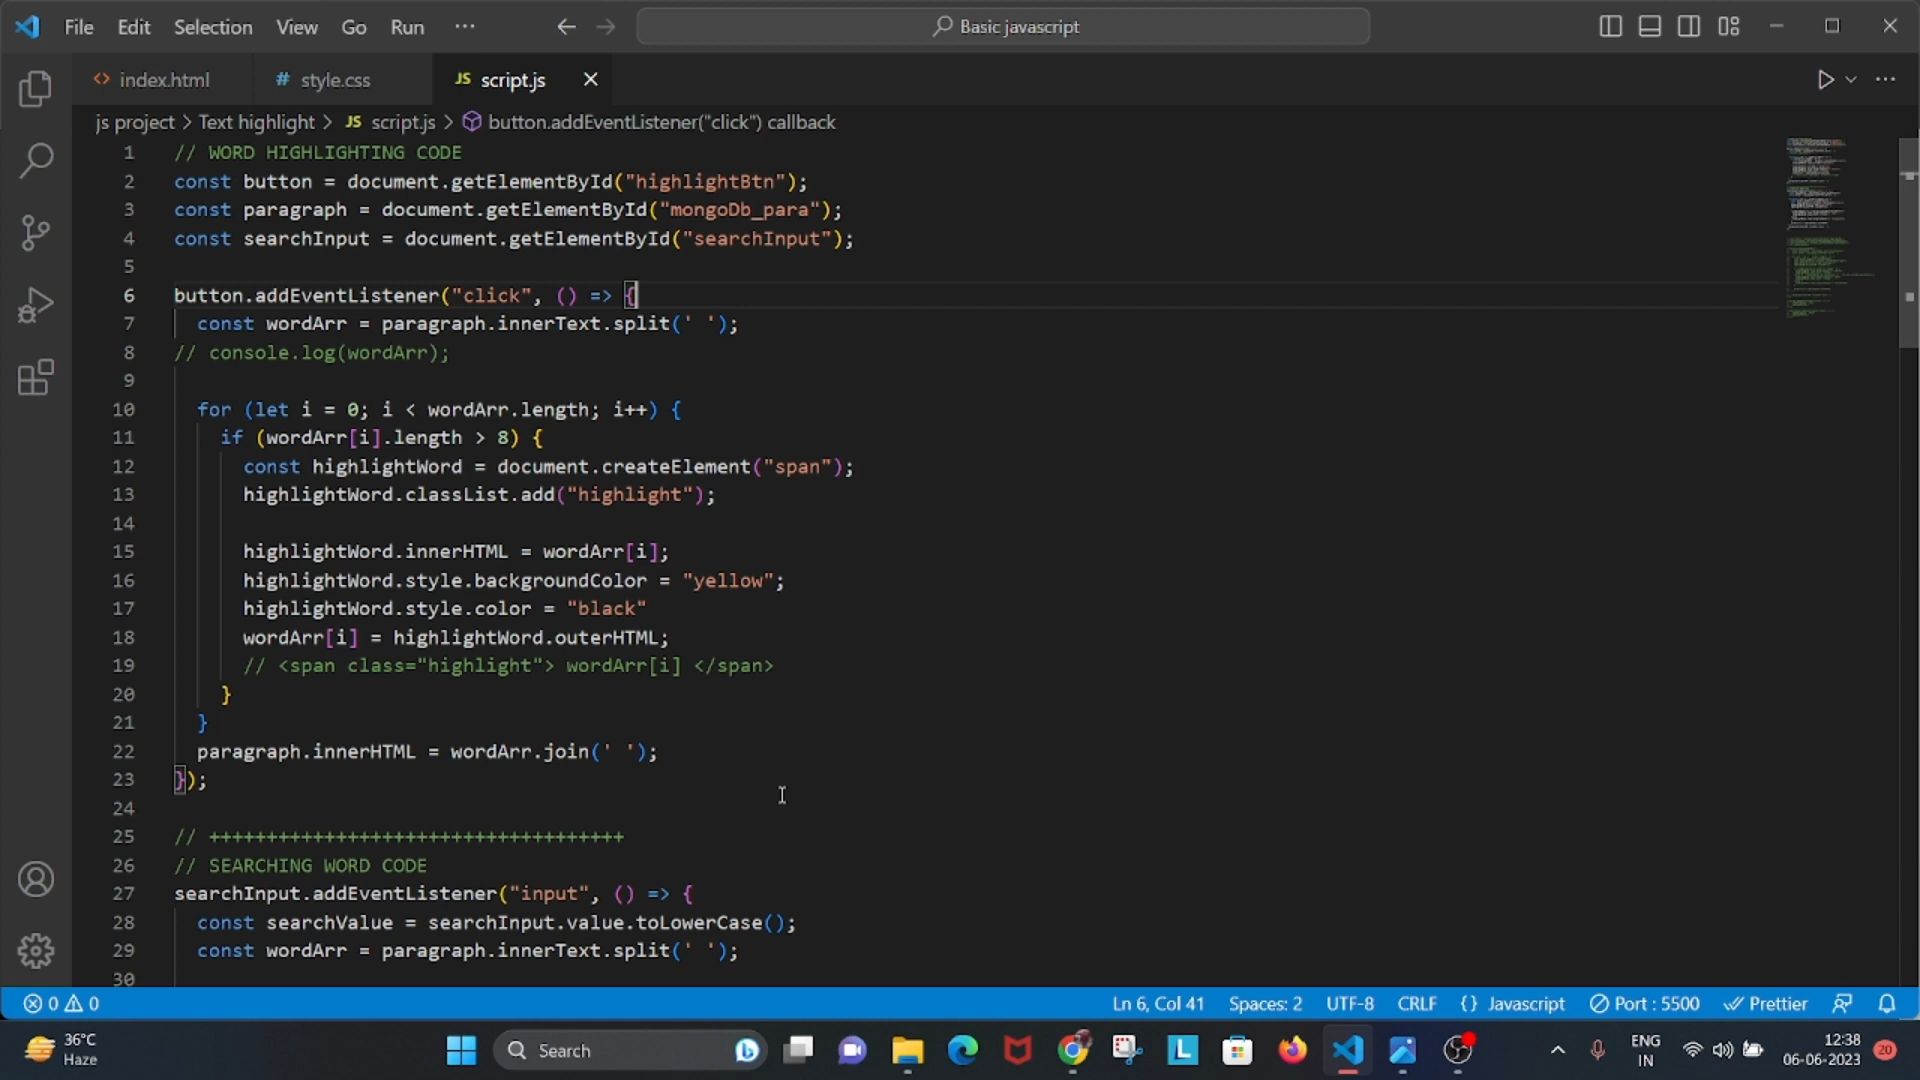 File Edit Selection View Go Run ··· Basic javascript
index.html # style.css JS script.js
js project > Text highlight > JS script.js > button.addEventListener("click") callback
1 // WORD HIGHLIGHTING CODE
2 const button = document.getElementById("highlightBtn");
3 const paragraph = document.getElementById("mongoDb_para");
4 const searchInput = document.getElementById("searchInput");
5
6 button.addEventListener("click", () => {
7 const wordArr = paragraph.innerText.split(' ');
8 // console.log(wordArr);
9
10 for (let i = 0; i < wordArr.length; i++) {
11 if (wordArr[i].length > 8) {
12 const highlightWord = document.createElement("span");
13 highlightWord.classList.add("highlight");
14
15 highlightWord.innerHTML = wordArr[i];
16 highlightWord.style.backgroundColor = "yellow";
17 highlightWord.style.color = "black"
18 wordArr[i] = highlightWord.outerHTML;
19 // <span class="highlight"> wordArr[i] </span>
20 }
21 }
22 paragraph.innerHTML = wordArr.join(' ');
23 });
24
25 // ++++++++++++++++++++++++++++++++++++
26 // SEARCHING WORD CODE
27 searchInput.addEventListener("input", () => {
28 const searchValue = searchInput.value.toLowerCase();
29 const wordArr = paragraph.innerText.split(' ');
30
0 0 Ln 6, Col 41 Spaces: 2 UTF-8 CRLF {} Javascript Port : 5500 Prettier
36°C
Haze
Search
ENG
IN
12:38
06-06-2023
20